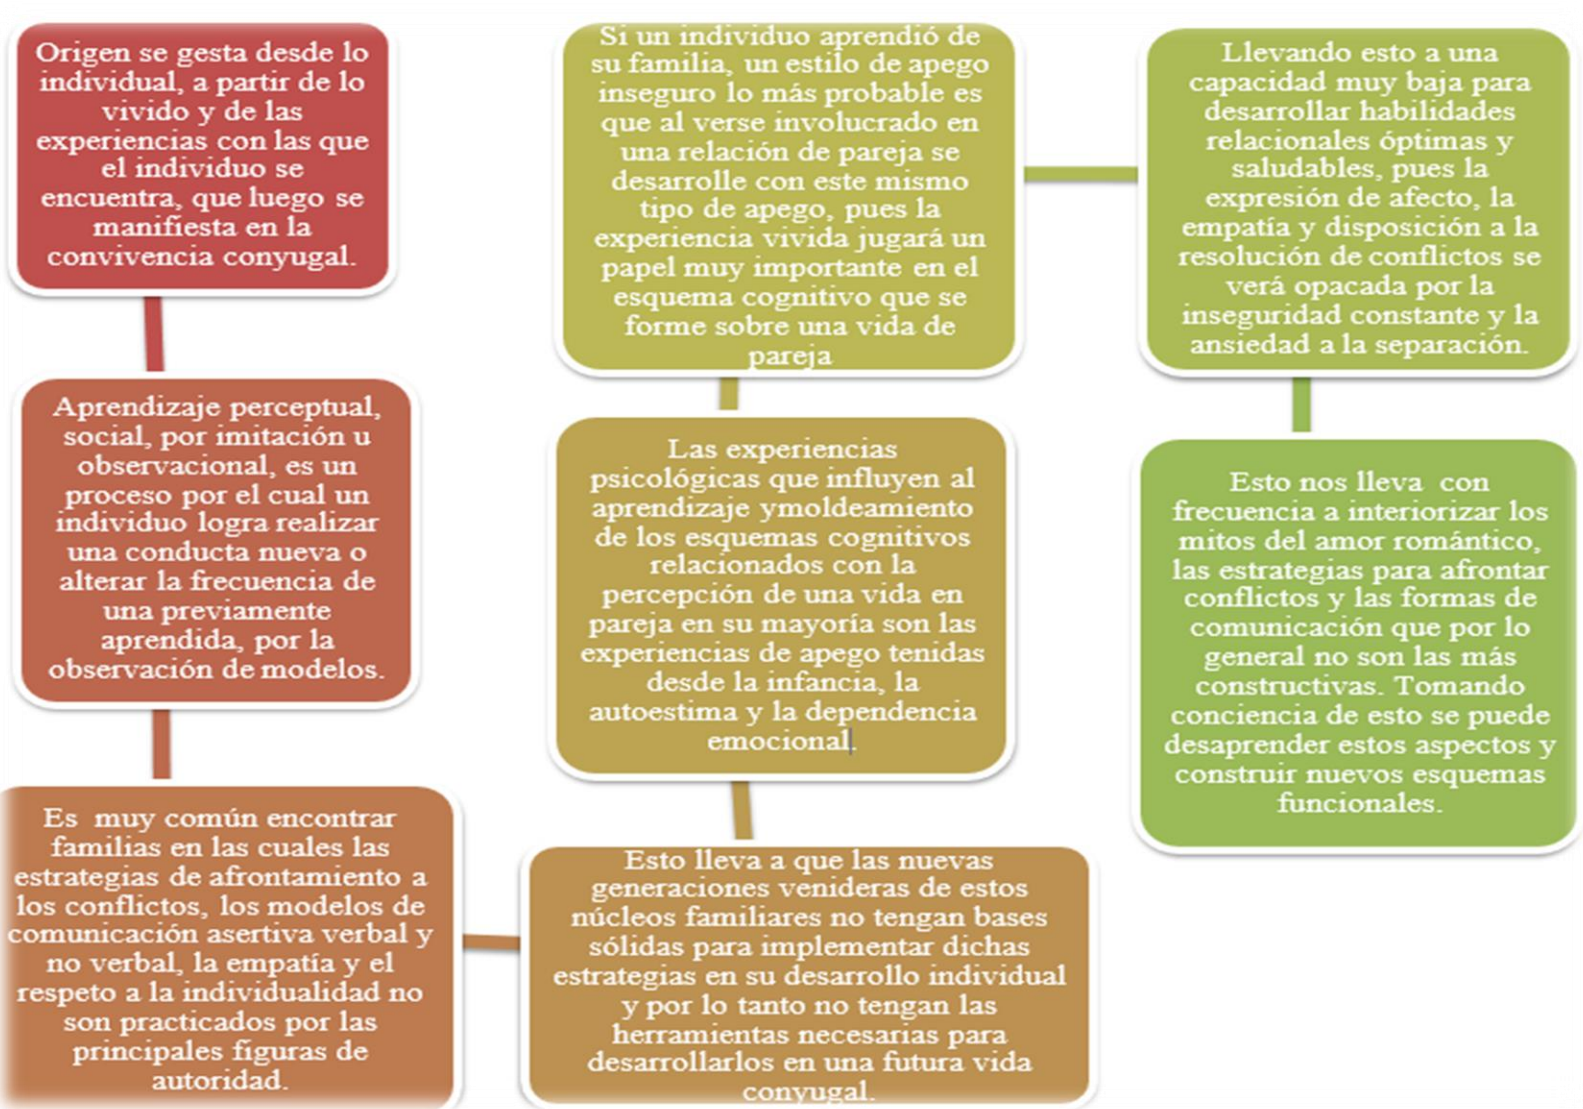 Origen se gesta desde lo
individual, a partir de lo
vivido y de las
experiencias con las que
el individuo se
encuentra, que luego se
manifiesta en la
convivencia conyugal.
Aprendizaje perceptual,
social, por imitación u
observacional, es un
proceso por el cual un
individuo logra realizar
una conducta nueva o
alterar la frecuencia de
una previamente
aprendida, por la
observación de modelos.
Es muy común encontrar
familias en las cuales las
estrategias de afrontamiento a
los conflictos, los modelos de
comunicación asertiva verbal y
no verbal, la empatía y el
respeto a la individualidad no
son practicados por las
principales figuras de
autoridad.
Esto lleva a que las nuevas
generaciones venideras de estos
núcleos familiares no tengan bases
sólidas para implementar dichas
estrategias en su desarrollo individual
y por lo tanto no tengan las
herramientas necesarias para
desarrollarlos en una futura vida
conyugal.
Las experiencias
psicológicas que influyen al
aprendizaje ymoldeamiento
de los esquemas cognitivos
relacionados con la
percepción de una vida en
pareja en su mayoría son las
experiencias de apego tenidas
desde la infancia, la
autoestima y la dependencia
emocional.
Si un individuo aprendió de
su familia, un estilo de apego
inseguro lo más probable es
que al verse involucrado en
una relación de pareja se
desarrolle con este mismo
tipo de apego, pues la
experiencia vivida jugará un
papel muy importante en el
esquema cognitivo que se
forme sobre una vida de
pareja
Llevando esto a una
capacidad muy baja para
desarrollar habilidades
relacionales óptimas y
saludables, pues la
expresión de afecto, la
empatía y disposición a la
resolución de conflictos se
verá opacada por la
inseguridad constante y la
ansiedad a la separación.
Esto nos lleva con
frecuencia a interiorizar los
mitos del amor romántico,
las estrategias para afrontar
conflictos y las formas de
comunicación que por lo
general no son las más
constructivas. Tomando
conciencia de esto se puede
desaprender estos aspectos y
construir nuevos esquemas
funcionales.